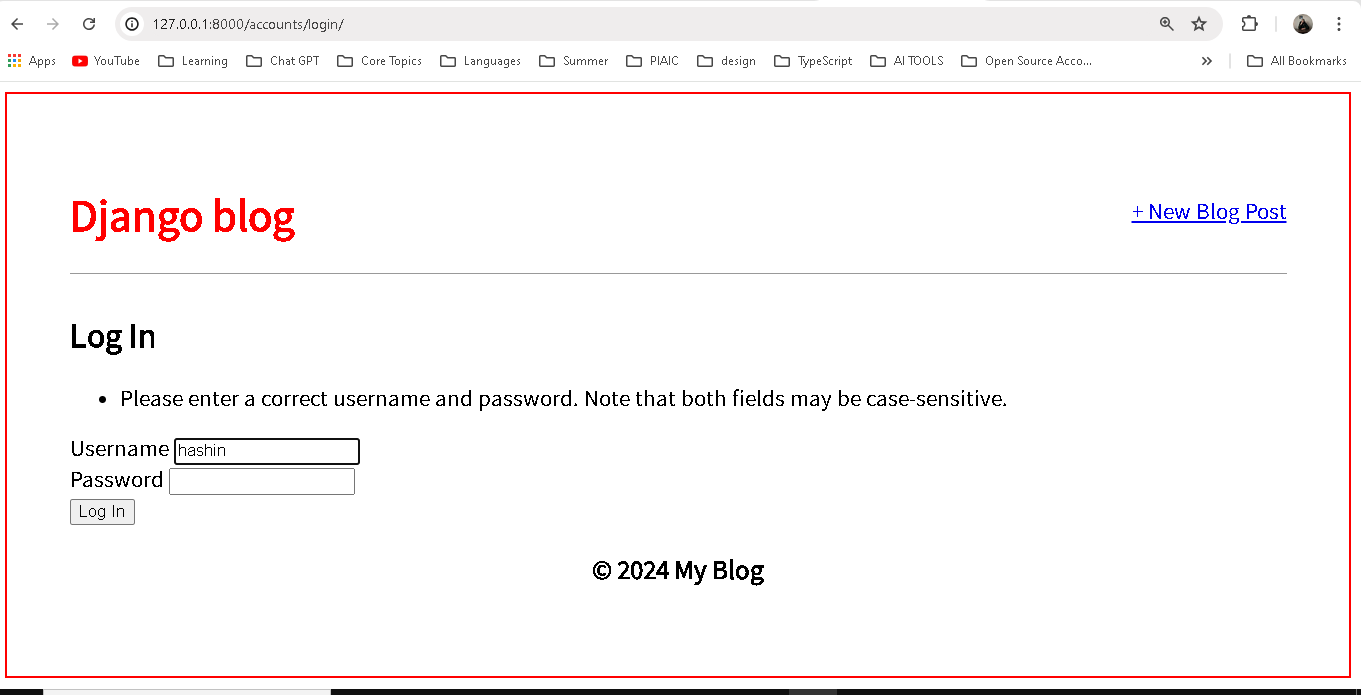 127.0.0.1:8000/accounts/login/
Apps YouTube Learning Chat GPT Core Topics Languages Summer PIAIC design TypeScript AI TOOLS Open Source Acco... » All Bookmarks
Django blog + New Blog Post
Log In
• Please enter a correct username and password. Note that both fields may be case-sensitive.
Username hashin
Password
Log In
© 2024 My Blog